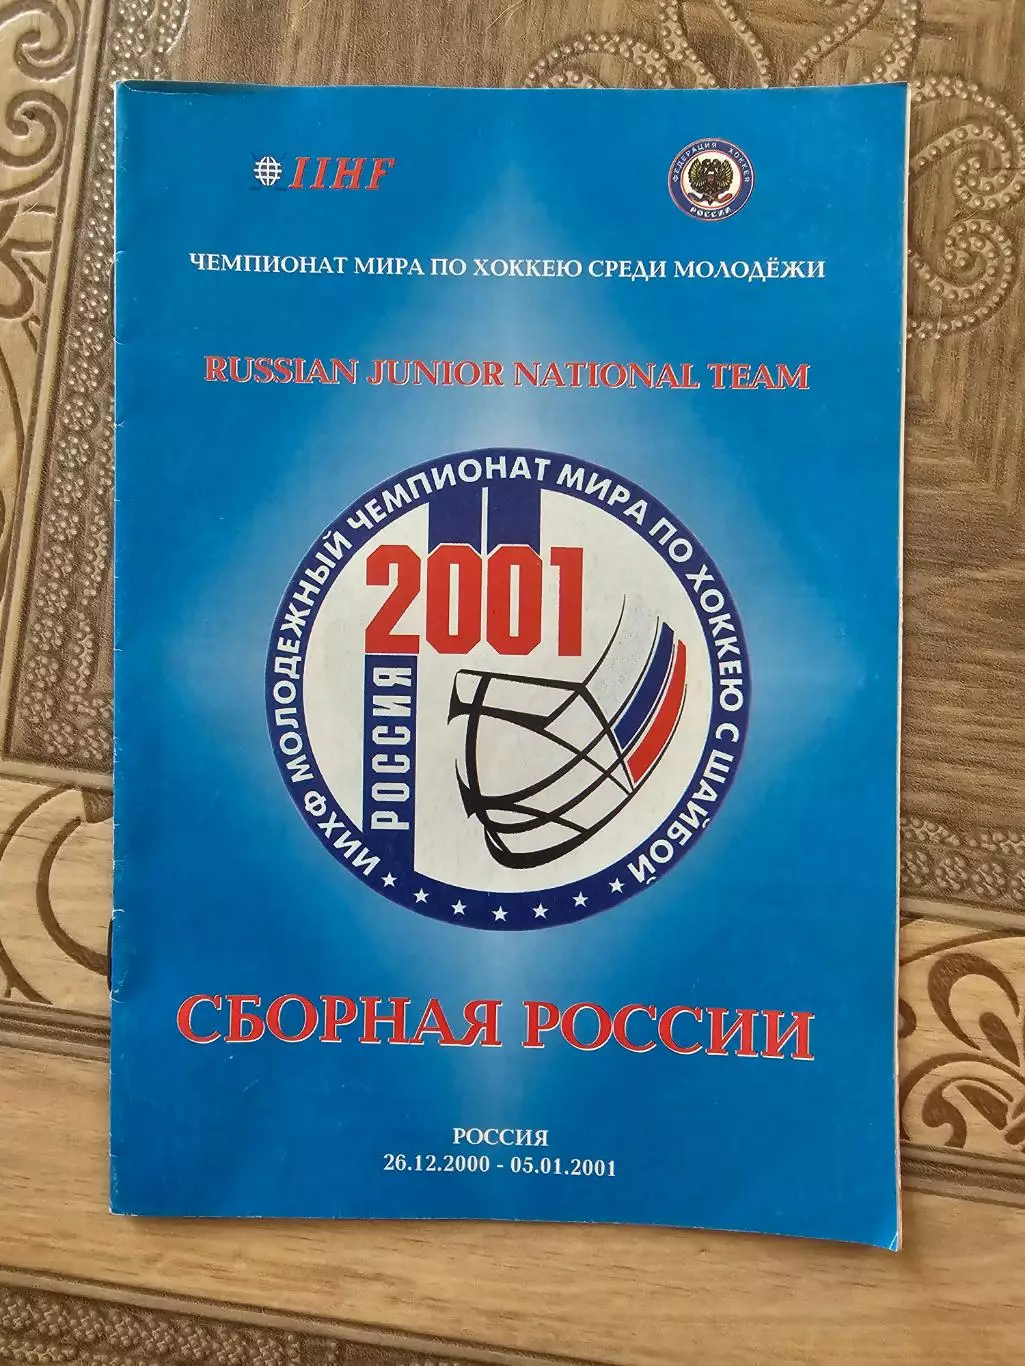 IIHF
ФЕДЕРАЦИЯ ХОККЕЯ
РОССИИ
ЧЕМПИОНАТ МИРА ПО ХОККЕЮ СРЕДИ МОЛОДЁЖИ
RUSSIAN JUNIOR NATIONAL TEAM
ИИХФ МОЛОДЕЖНЫЙ ЧЕМПИОНАТ МИРА ПО ХОККЕЮ С ШАЙБОЙ
2001
РОССИЯ
СБОРНАЯ РОССИИ
РОССИЯ
26.12.2000 - 05.01.2001